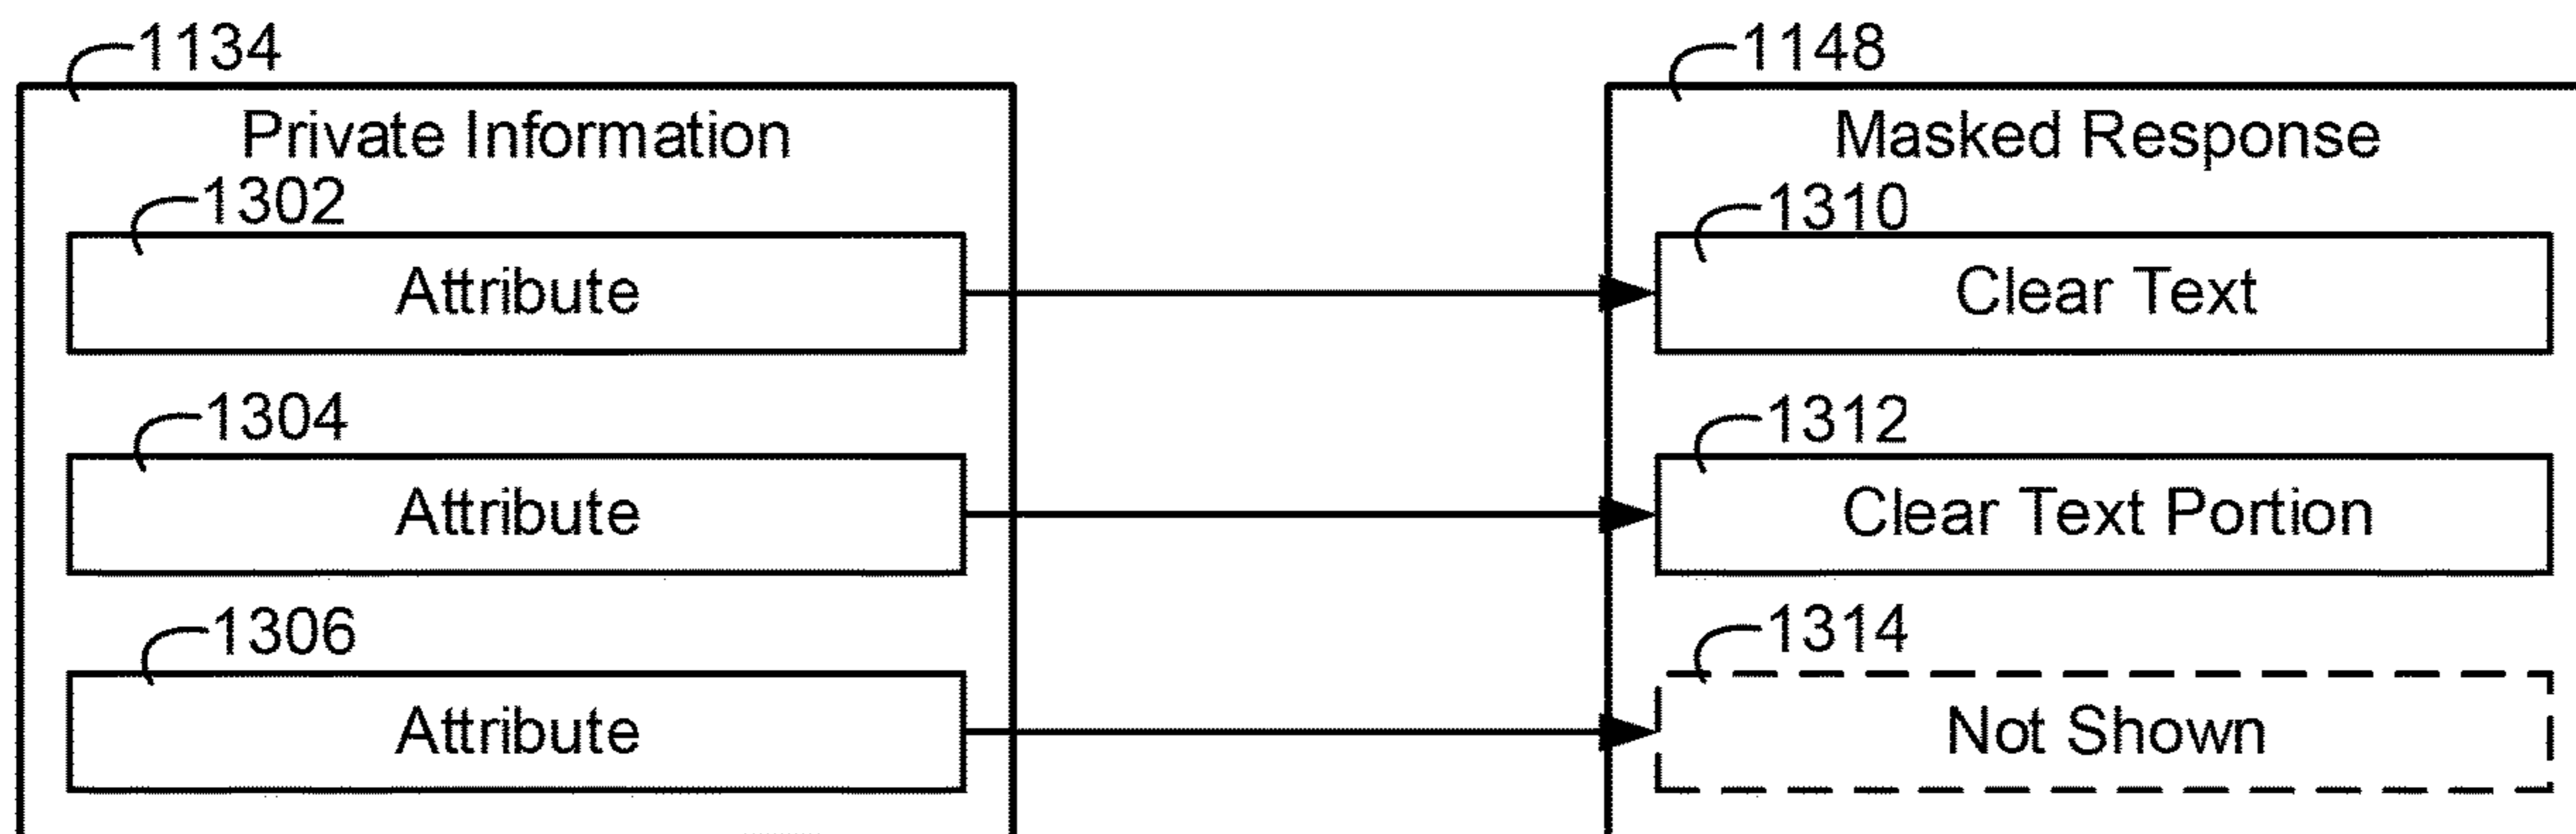 1134
Private Information
1302
Attribute
1304
Attribute
1306
Attribute
1148
Masked Response
1310
Clear Text
1312
Clear Text Portion
1314
Not Shown